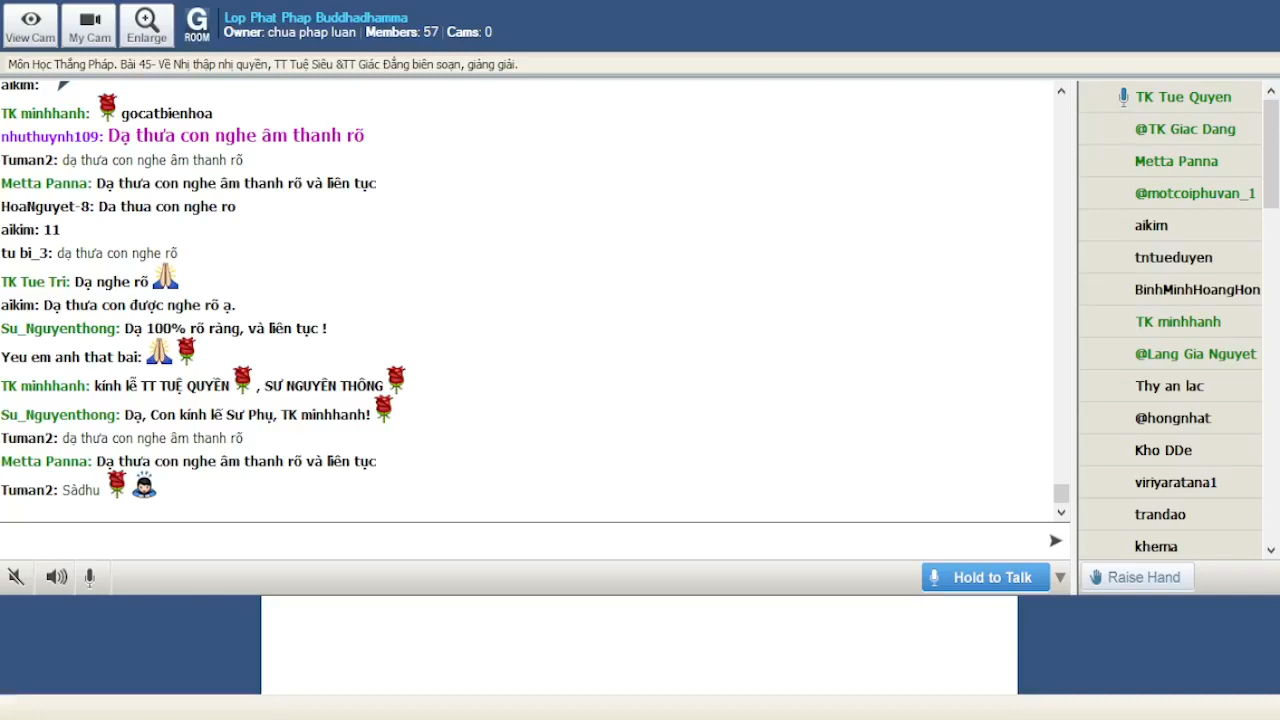 View Cam
My Cam
Enlarge
G
ROOM
Lop Phat Phap Buddhadhamma
Owner: chua phap luan | Members: 57 | Cams: 0
Môn Học Thắng Pháp. Bài 45- Về Nhị thập nhị quyền, TT Tuệ Siêu &TT Giác Đẳng biên soạn, giảng giải.
aikim:
TK minhhanh: gocatbienhoa
nhuthuynh109: Dạ thưa con nghe âm thanh rõ
Tuman2: dạ thưa con nghe âm thanh rõ
Metta Panna: Dạ thưa con nghe âm thanh rõ và liên tục
HoaNguyet-8: Da thua con nghe ro
aikim: 11
tu bi_3: dạ thưa con nghe rõ
TK Tue Tri: Dạ nghe rõ
aikim: Dạ thưa con được nghe rõ ạ.
Su_Nguyenthong: Dạ 100% rõ ràng, và liên tục !
Yeu em anh that bai:
TK minhhanh: kính lễ TT TUỆ QUYỀN , SƯ NGUYÊN THÔNG
Su_Nguyenthong: Dạ, Con kính lễ Sư Phụ, TK minhhanh!
Tuman2: dạ thưa con nghe âm thanh rõ
Metta Panna: Dạ thưa con nghe âm thanh rõ và liên tục
Tuman2: Sàdhu
TK Tue Quyen
@TK Giac Dang
Metta Panna
@motcoiphuvan_1
aikim
tntueduyen
BinhMinhHoangHon
TK minhhanh
@Lang Gia Nguyet
Thy an lac
@hongnhat
Kho DDe
viriyaratana1
trandao
khema
Hold to Talk
Raise Hand